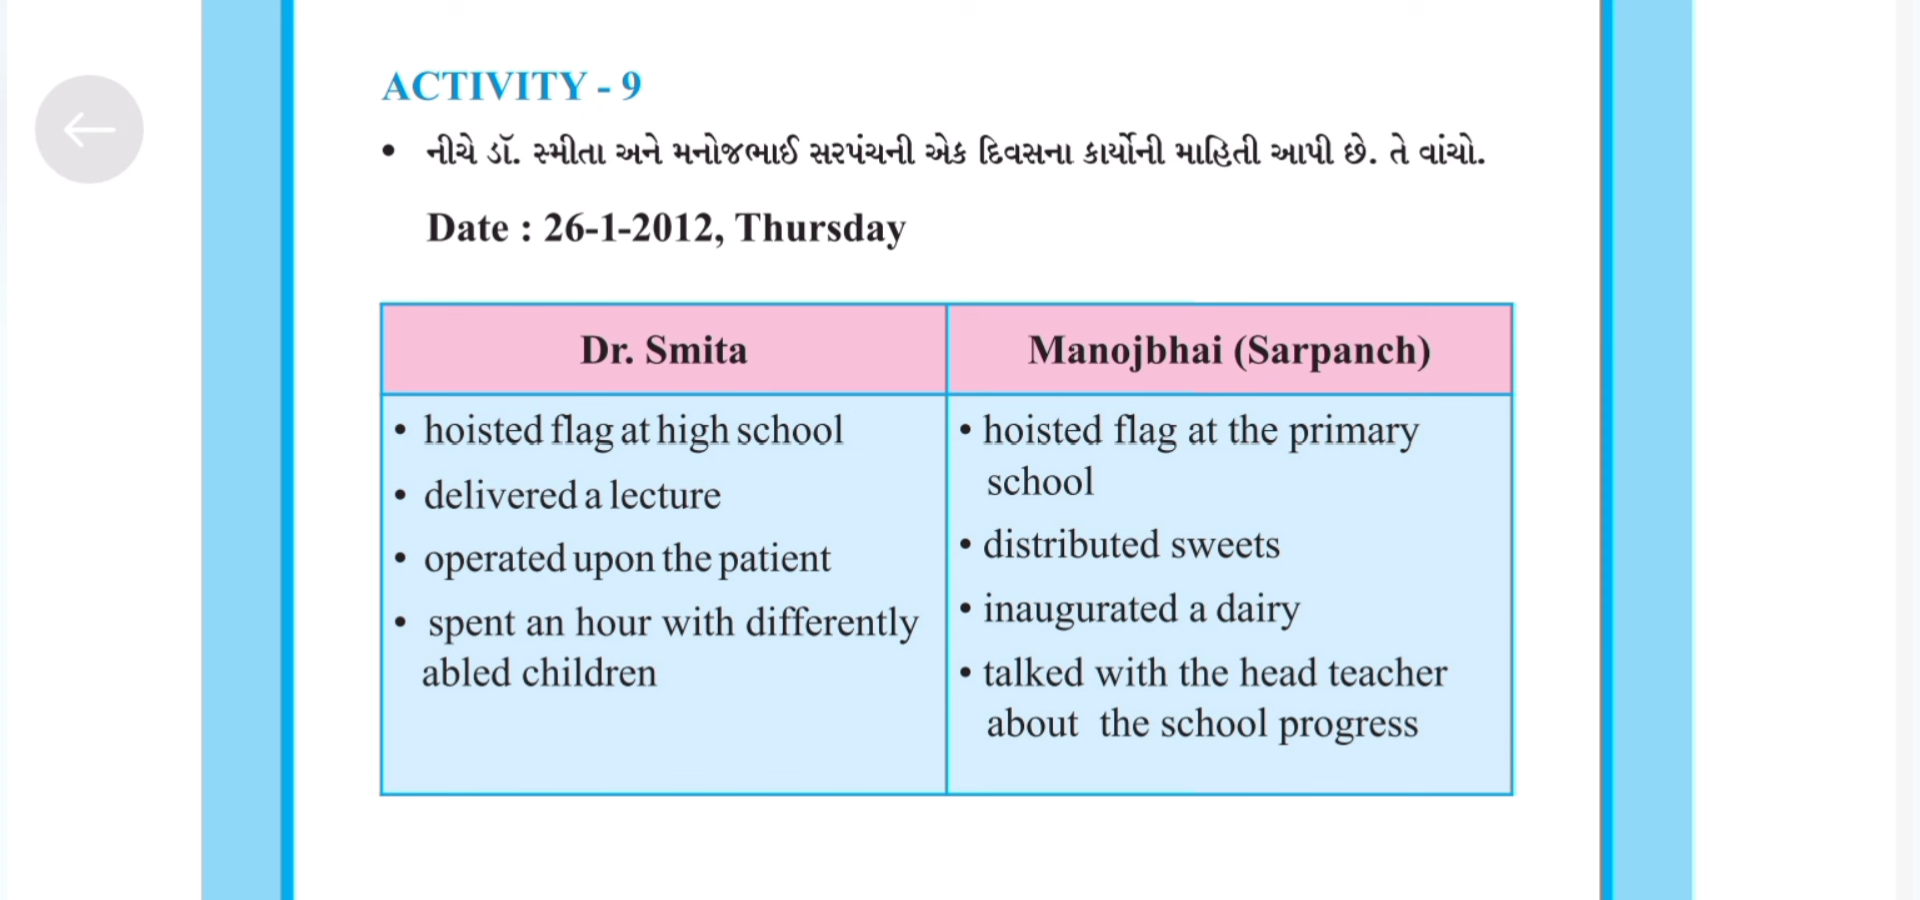 ACTIVITY - 9
• નીચે ડૉ. સ્મીતા અને મનોજભાઈ સરપંચની એક દિવસના કાર્યોની માહિતી આપી છે. તે વાંચો.
Date : 26-1-2012, Thursday
Dr. Smita
• hoisted flag at high school
• delivered a lecture
• operated upon the patient
• spent an hour with differently
abled children
Manojbhai (Sarpanch)
• hoisted flag at the primary
school
• distributed sweets
• inaugurated a dairy
• talked with the head teacher
about the school progress